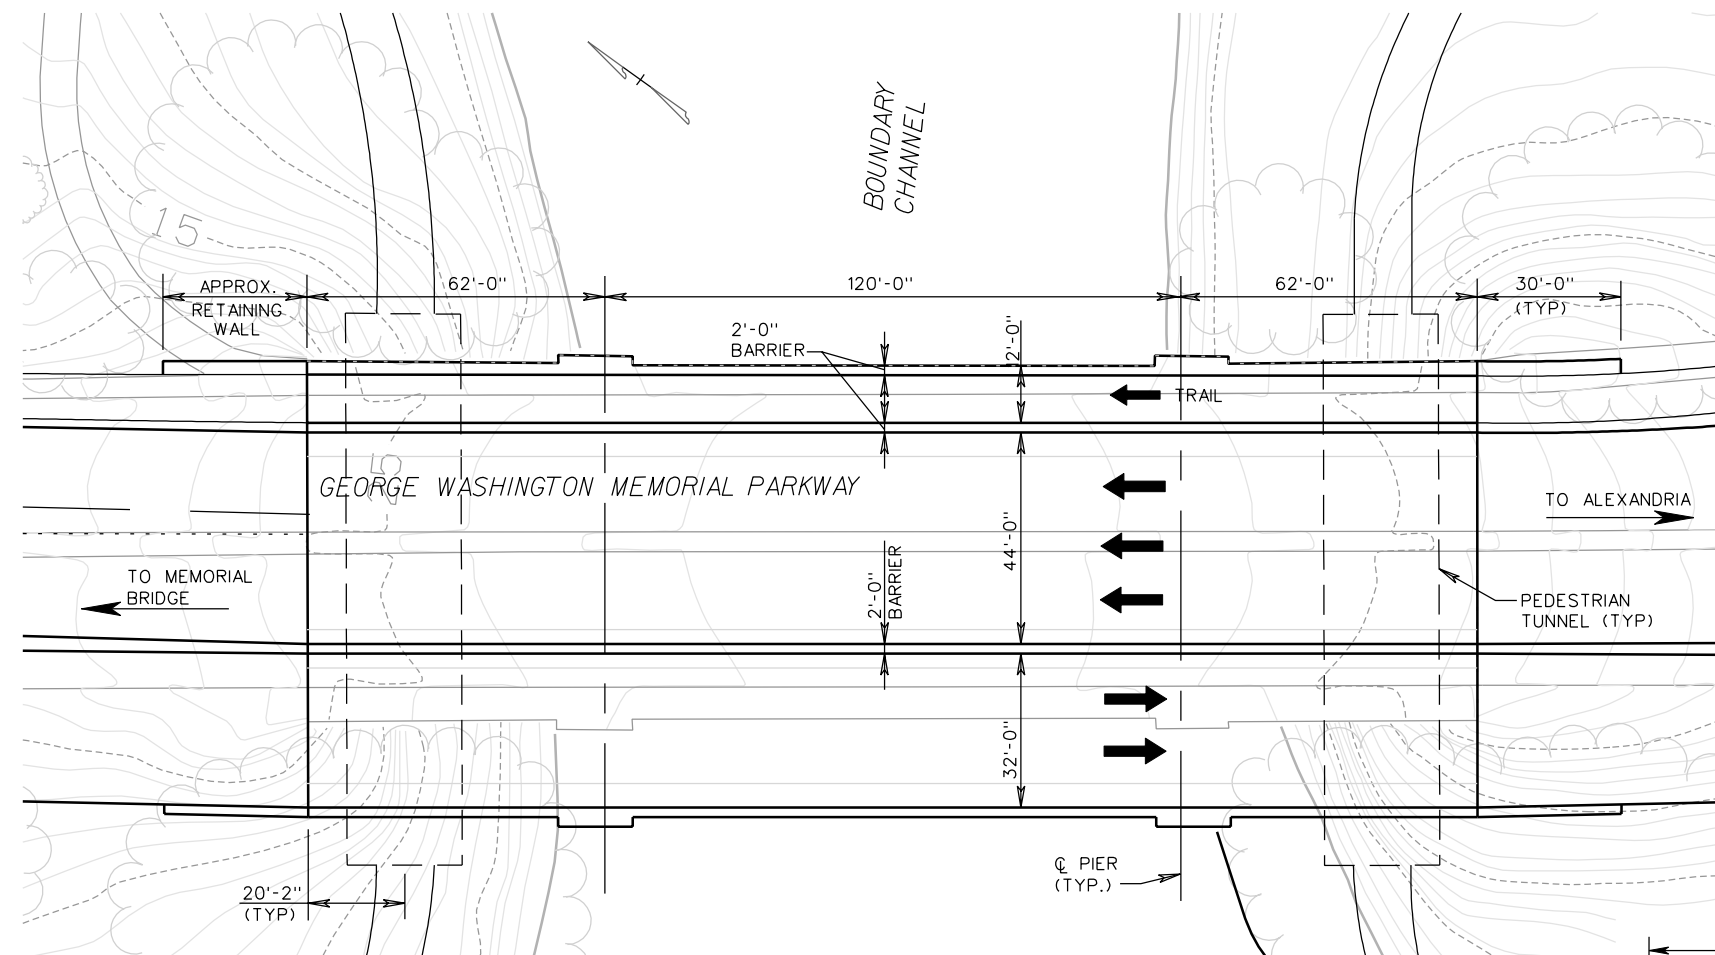 BOUNDARY
CHANNEL
15
APPROX.
RETAINING
WALL
62'-0"
120'-0"
62'-0"
30'-0"
(TYP)
2'-0"
BARRIER
12'-0"
TRAIL
15
GEORGE WASHINGTON MEMORIAL PARKWAY
TO ALEXANDRIA
44'-0"
2'-0"
BARRIER
TO MEMORIAL
BRIDGE
PEDESTRIAN
TUNNEL (TYP)
32'-0"
℄ PIER
(TYP.)
20'-2"
(TYP)